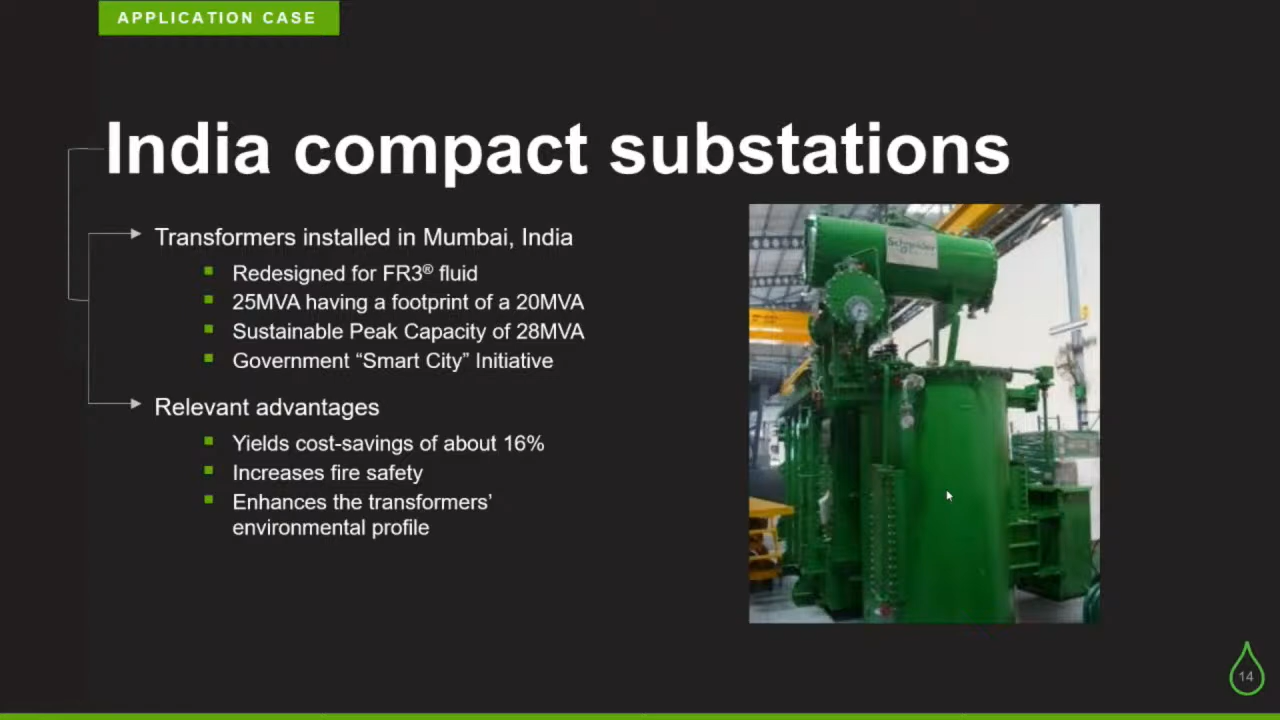 APPLICATION CASE
India compact substations
Transformers installed in Mumbai, India
Redesigned for FR3® fluid
25MVA having a footprint of a 20MVA
Sustainable Peak Capacity of 28MVA
Government “Smart City” Initiative
Relevant advantages
Yields cost-savings of about 16%
Increases fire safety
Enhances the transformers’
environmental profile
Schneider
14